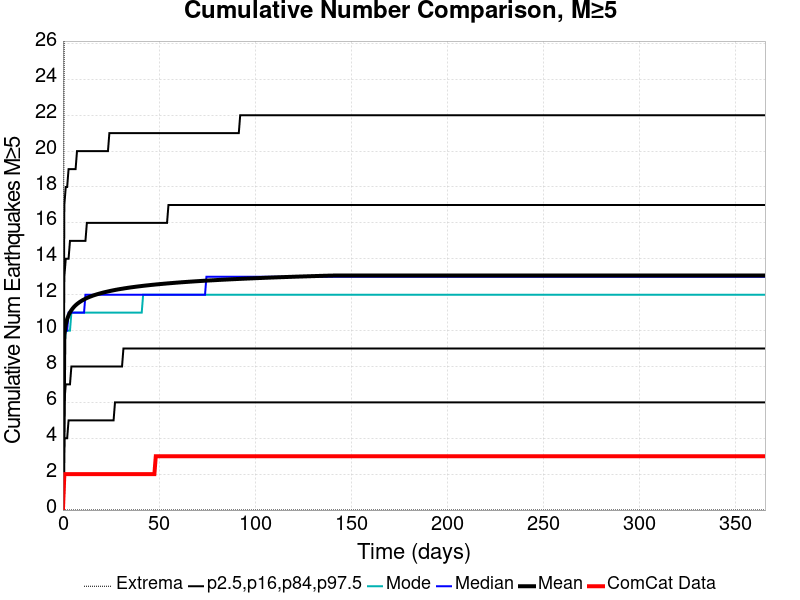 Cumulative Number Comparison, M≥5
Cumulative Num Earthquakes M≥5
26
24
22
20
18
16
14
12
10
8
6
4
2
0
0 50 100 150 200 250 300 350
Time (days)
Extrema p2.5,p16,p84,p97.5 Mode Median Mean ComCat Data